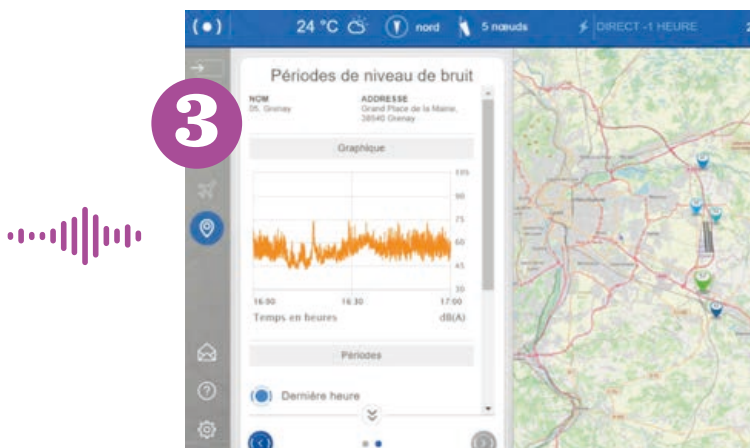 24 °C nord 5 nœuds DIRECT -1 HEURE 2
3
Périodes de niveau de bruit
NOM ADDRESSE
05, Grenay Grand Place de la Mairie,
38540 Grenay
Graphique
105
90
75
60
45
30
16:00 16:30 17:00
Temps en heures dB(A)
Périodes
Dernière heure